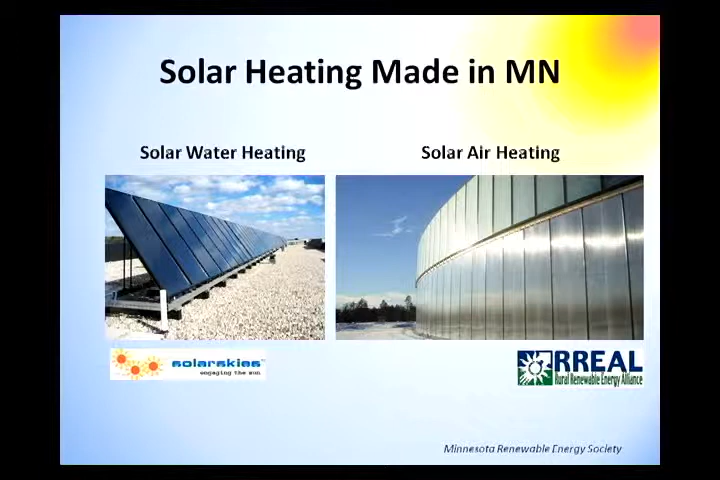 Solar Heating Made in MN
Solar Water Heating
Solar Air Heating
solarskies™
engaging the sun
RREAL
Rural Renewable Energy Alliance
Minnesota Renewable Energy Society